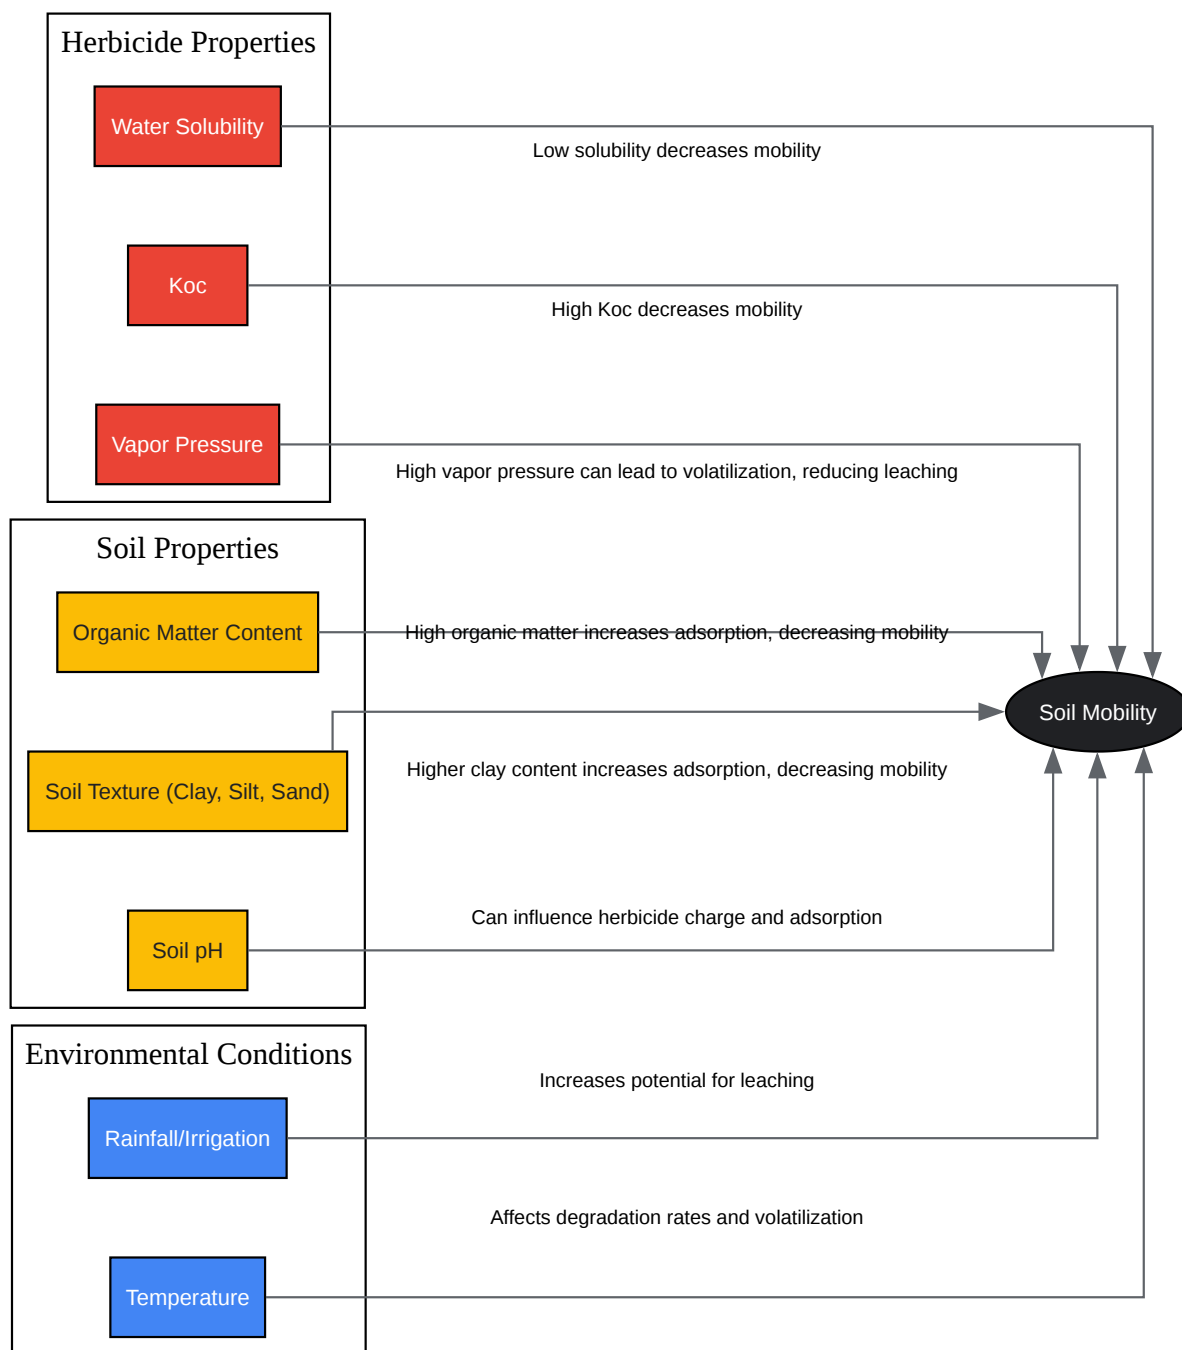 Herbicide Properties
Water Solubility
Low solubility decreases mobility
Koc
High Koc decreases mobility
Vapor Pressure
High vapor pressure can lead to volatilization, reducing leaching
Soil Properties
Organic Matter Content
High organic matter increases adsorption, decreasing mobility
Soil Mobility
Soil Texture (Clay, Silt, Sand)
Higher clay content increases adsorption, decreasing mobility
Can influence herbicide charge and adsorption
Soil pH
Environmental Conditions
Increases potential for leaching
Rainfall/Irrigation
Affects degradation rates and volatilization
Temperature